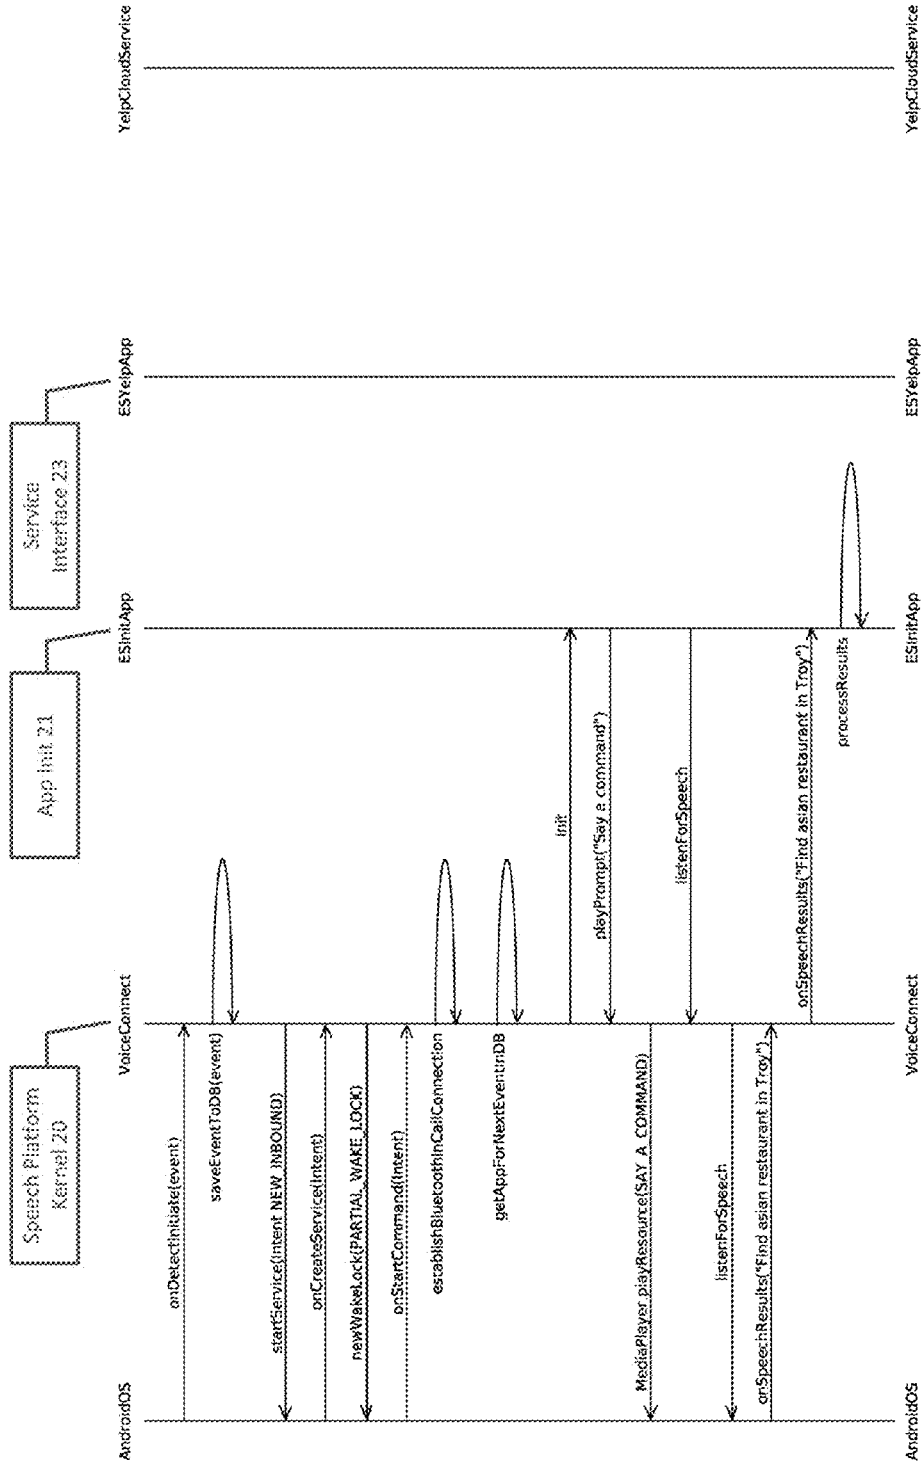 Speech Platform
Kernel 20
App Init 21
Service
Interface 23
AndroidOS
VoiceConnect
ESInitApp
ESYelpApp
YelpCloudService
onDetectInitiate(event)
saveEventToDB(event)
startService(Intent NEW_INBOUND)
onCreateService(Intent)
newWakeLock(PARTIAL_WAKE_LOCK)
onStartCommand(Intent)
establishBluetoothInCallConnection
getAppForNextEventInDB
init
playPrompt("Say a command")
MediaPlayer.playResource(SAY_A_COMMAND)
listenForSpeech
listenForSpeech
onSpeechResults("Find asian restaurant in Troy")
onSpeechResults("Find asian restaurant in Troy")
processResults
AndroidOS
VoiceConnect
ESInitApp
ESYelpApp
YelpCloudService